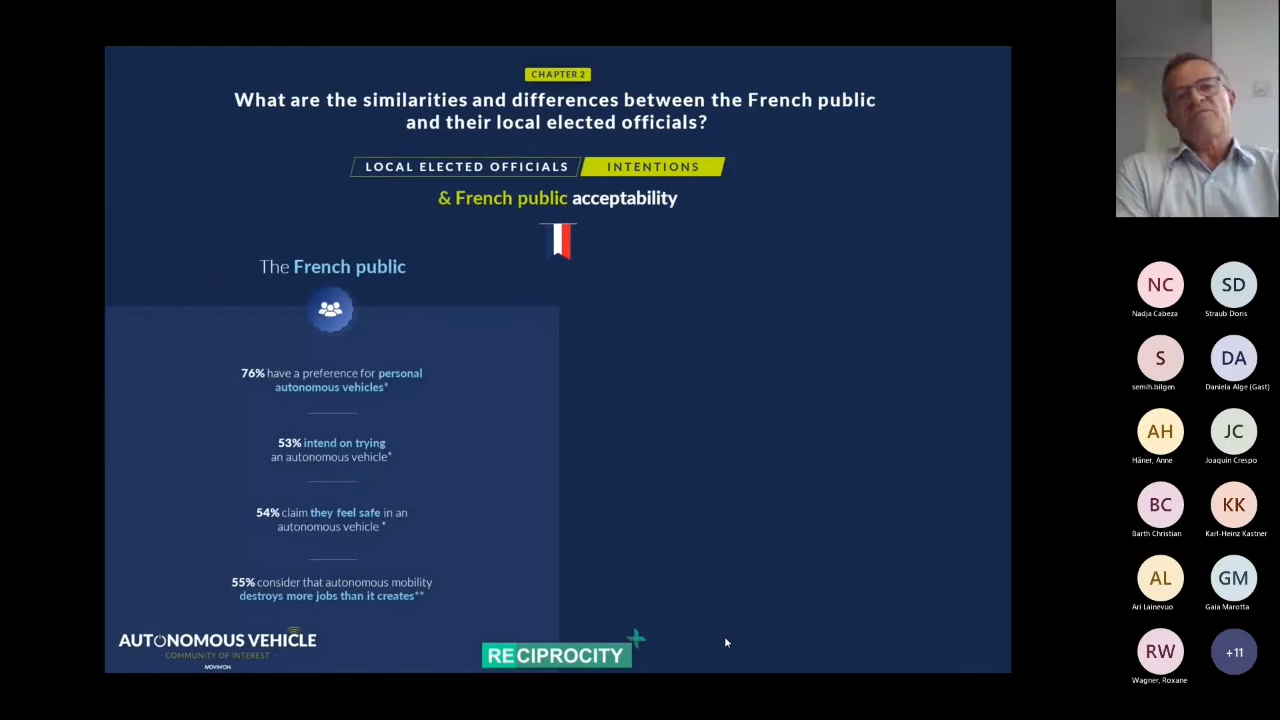 CHAPTER 2
What are the similarities and differences between the French public
and their local elected officials?
LOCAL ELECTED OFFICIALS INTENTIONS
& French public acceptability
The French public
76% have a preference for personal
autonomous vehicles*
53% intend on trying
an autonomous vehicle*
54% claim they feel safe in an
autonomous vehicle *
55% consider that autonomous mobility
destroys more jobs than it creates**
AUTONOMOUS VEHICLE
COMMUNITY OF INTEREST
MOVIN'ON
RECIPROCITY
NC SD
Nadja Cabeza Straub Doris
S DA
semih.bilgen Daniela Alge (Gast)
AH JC
Häner, Anne Joaquín Crespo
BC KK
Barth Christian Karl-Heinz Kastner
AL GM
Ari Lainevuo Gaia Marotta
RW +11
Wagner, Roxane